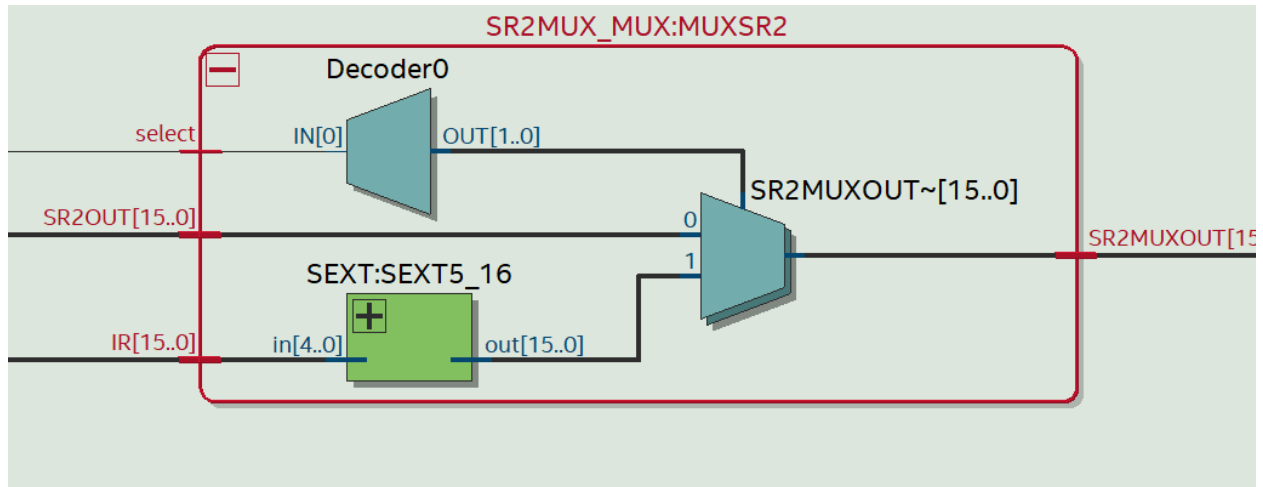 SR2MUX_MUX:MUXSR2
Decoder0
select
IN[0]
OUT[1..0]
SR2MUXOUT~[15..0]
SR2OUT[15..0]
0
SR2MUXOUT[15
1
SEXT:SEXT5_16
IR[15..0]
in[4..0]
out[15..0]